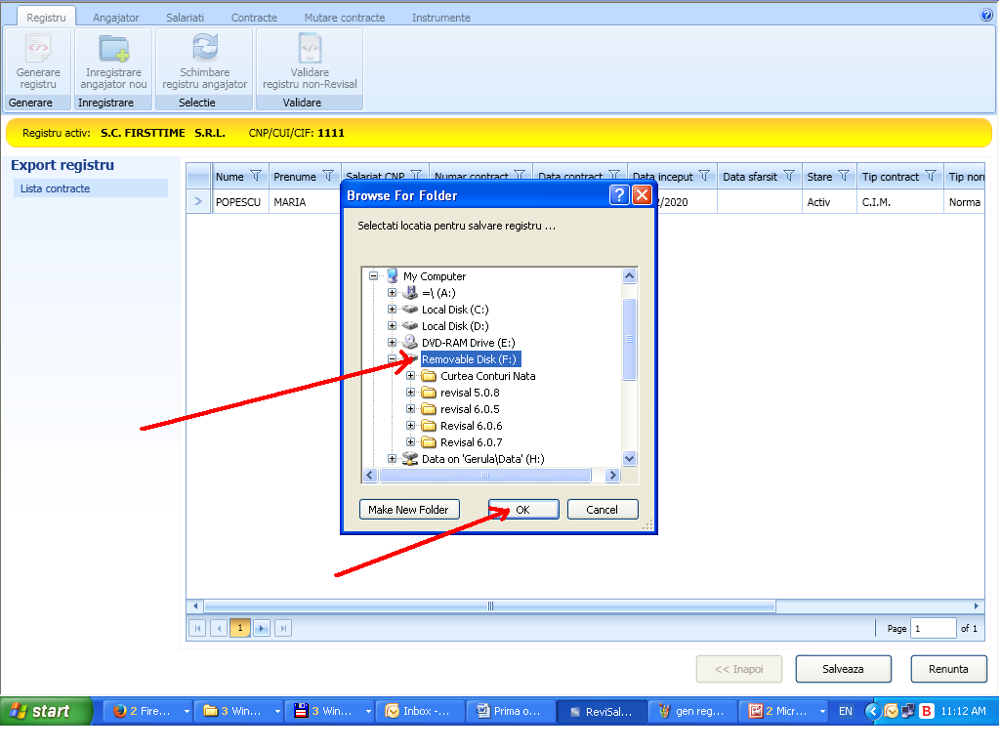 Registru Angajator Salariati Contracte Mutare contracte Instrumente
Generare registru
Inregistrare angajator nou
Schimbare registru angajator
Validare registru non-Revisal
Generare Inregistrare Selectie Validare
Registru activ: S.C. FIRSTTIME S.R.L. CNP/CUI/CIF: 1111
Export registru
Lista contracte
Nume Prenume Salariat CNP Numar contract Data contract Data inceput Data sfarsit Stare Tip contract Tip nor
POPESCU MARIA /2020 Activ C.I.M. Norma
Browse For Folder
Selectati locatia pentru salvare registru ...
My Computer
=\ (A:)
Local Disk (C:)
Local Disk (D:)
DVD-RAM Drive (E:)
Removable Disk (F:)
Curtea Conturi Nata
revisal 5.0.8
revisal 6.0.5
Revisal 6.0.6
Revisal 6.0.7
Data on 'Gerula\Data' (H:)
Make New Folder OK Cancel
1 Page 1 of 1
<< Inapoi Salveaza Renunta
start 2 Fire... 3 Win... 3 Win... Inbox -... Prima o... ReviSal... gen reg... 2 Micr... EN B 11:12 AM